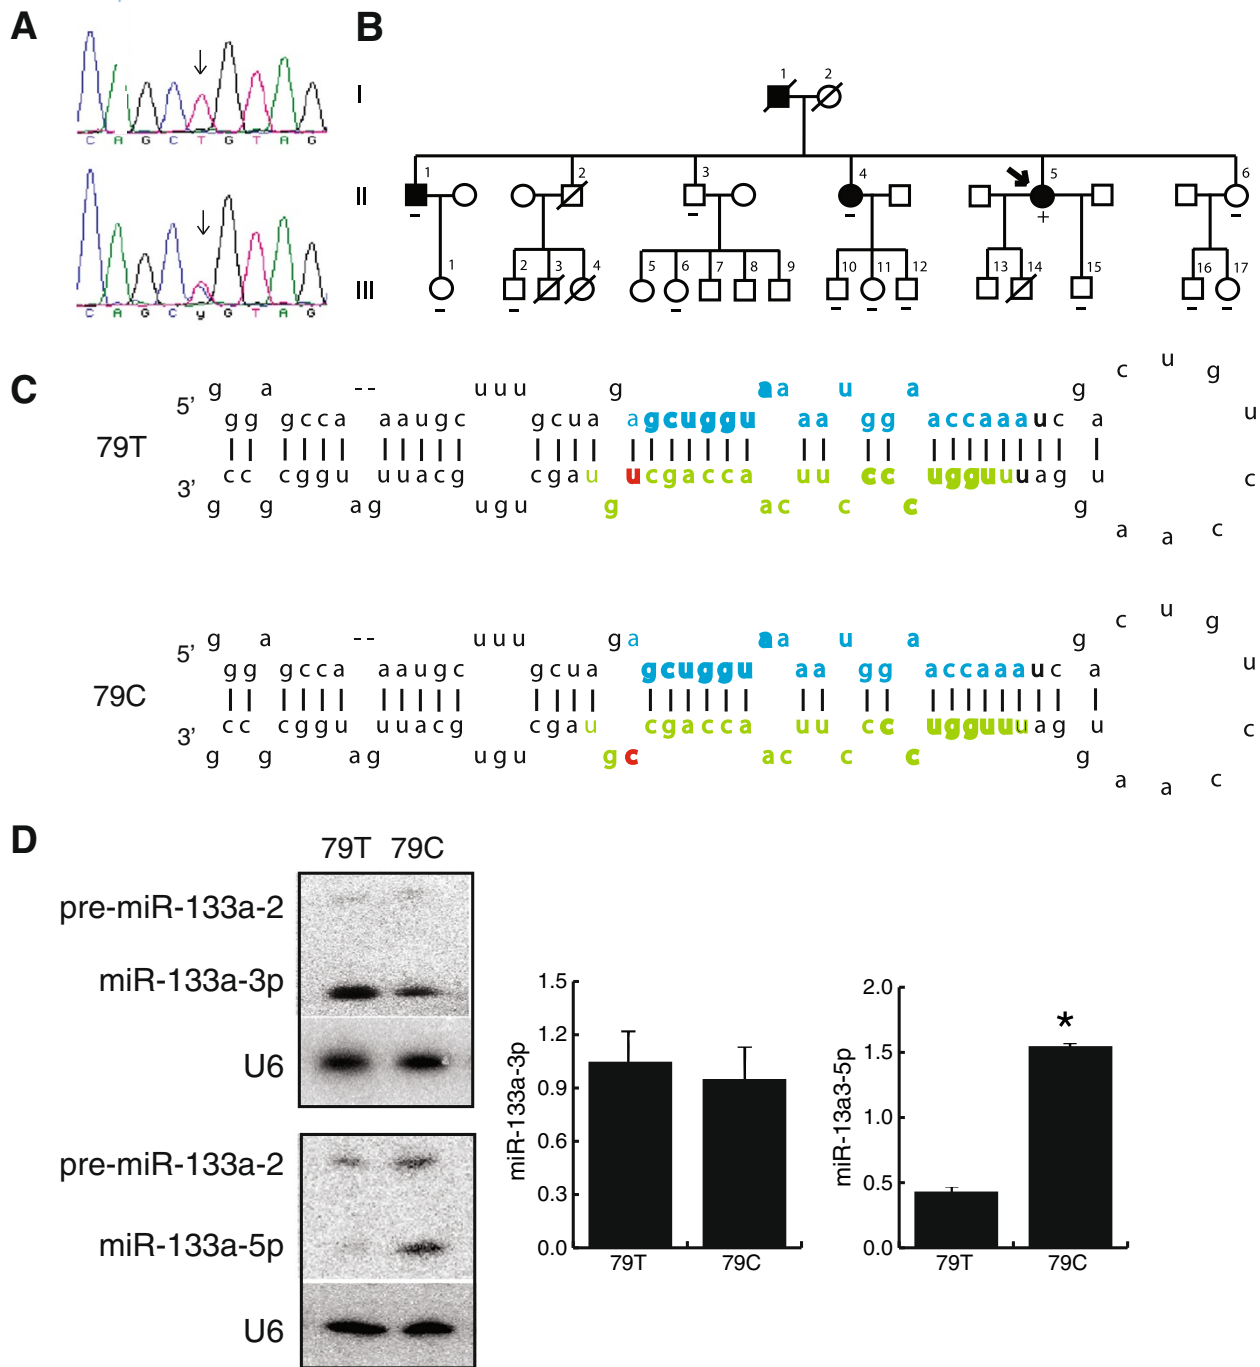 A
C A G C T G T A G
C A G C y G T A G
B
I
1 2
II
1 2 3 4 5 6
- - - + -
III
1 2 3 4 5 6 7 8 9 10 11 12 13 14 15 16 17
- - - - - - - - -
C
79T
g a -- uuu g aa u a g c u g
5’ gg gcca aaugc gcua agcuggu aa gg accaaauc a u
3’ cc cggu uuacg cgau ucgacca uu cc ugguuuag u c
g g ag ugu g ac c c g a a c
79C
g a -- uuu ga aa u a g c u g
5’ gg gcca aaugc gcua gcuggu aa gg accaaauc a u
3’ cc cggu uuacg cgau cgacca uu cc ugguuuag u c
g g ag ugu gc ac c c g a a c
D
79T 79C
pre-miR-133a-2
miR-133a-3p
U6
pre-miR-133a-2
miR-133a-5p
U6
miR-133a-3p
1.5
1.2
0.9
0.6
0.3
0.0
79T 79C
miR-13a3-5p
2.0
1.5
1.0
0.5
0.0
*
79T 79C